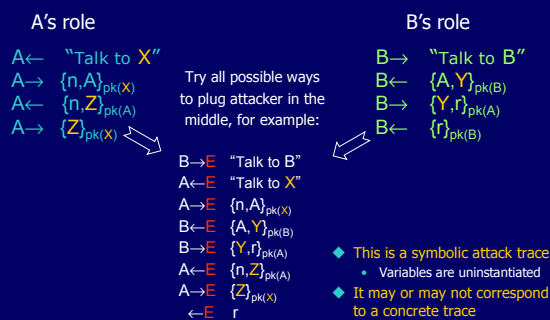 A's role
A← "Talk to X"
A→ {n,A}pk(X)
A← {n,Z}pk(A)
A→ {Z}pk(X)
B's role
B→ "Talk to B"
B← {A,Y}pk(B)
B→ {Y,r}pk(A)
B← {r}pk(B)
Try all possible ways
to plug attacker in the
middle, for example:
B→E "Talk to B"
A←E "Talk to X"
A→E {n,A}pk(X)
B←E {A,Y}pk(B)
B→E {Y,r}pk(A)
A←E {n,Z}pk(A)
A→E {Z}pk(X)
←E r
This is a symbolic attack trace
• Variables are uninstantiated
It may or may not correspond
to a concrete trace